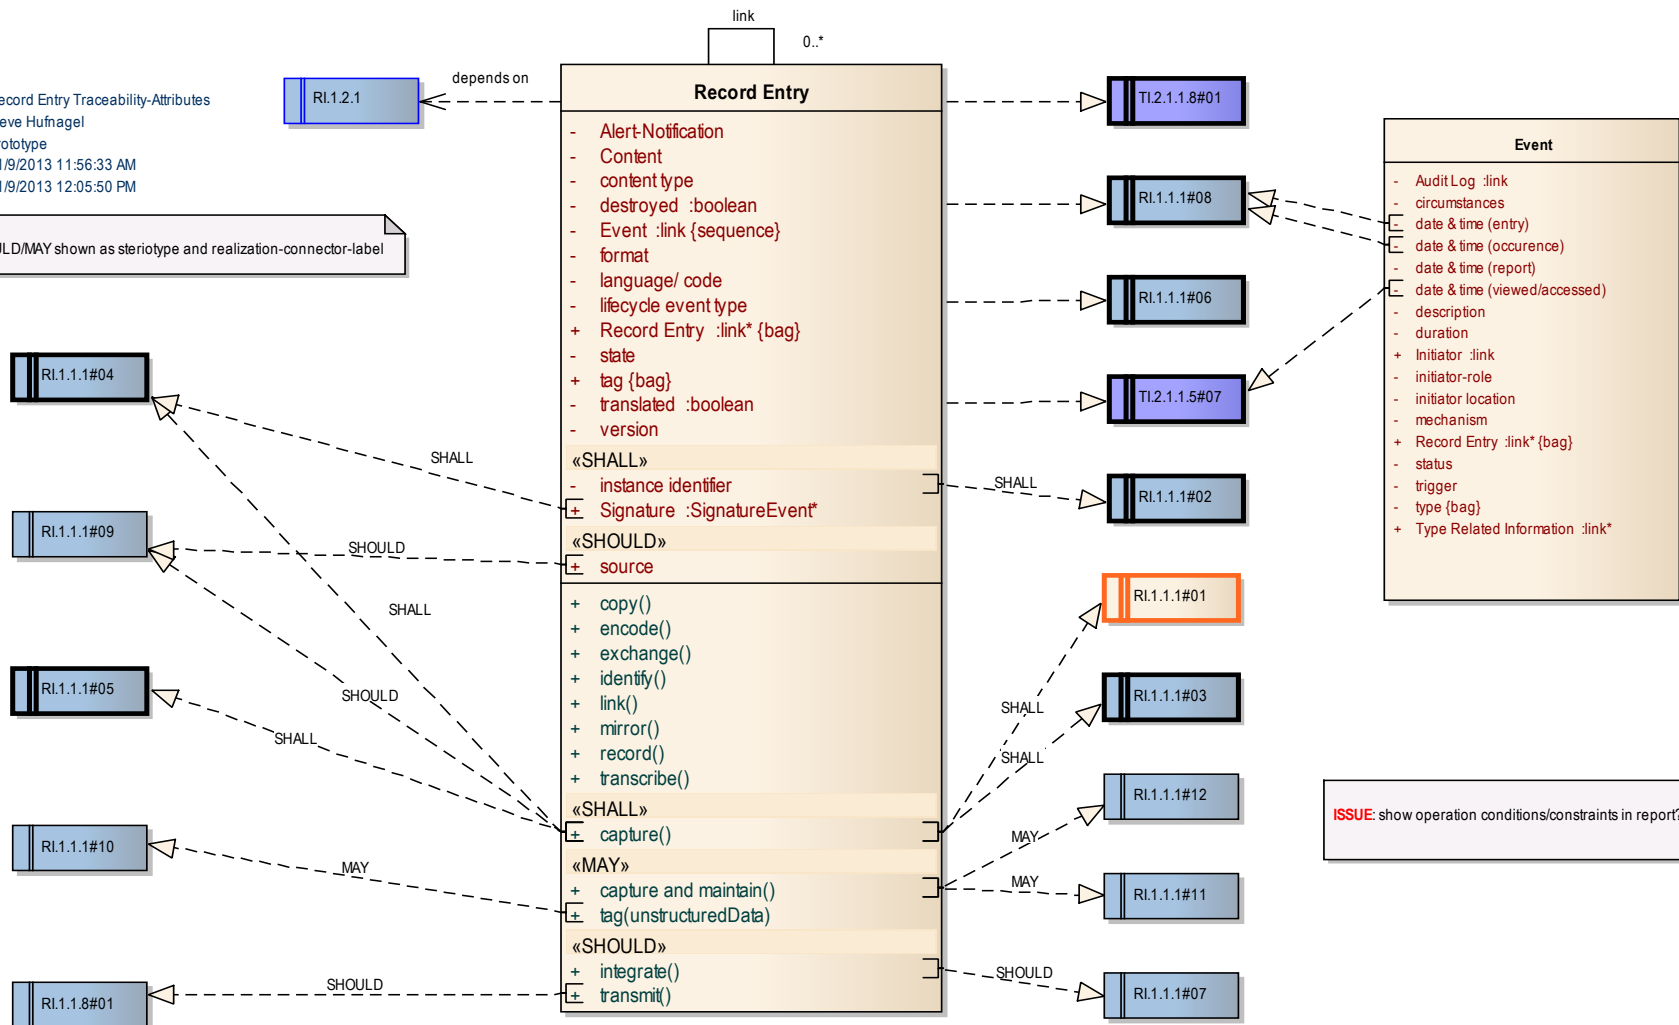 link
0..*
depends on
RI.1.2.1
Record Entry
- Alert-Notification
- Content
- content type
- destroyed :boolean
- Event :link {sequence}
- format
- language/ code
- lifecycle event type
+ Record Entry :link* {bag}
- state
+ tag {bag}
- translated :boolean
- version
«SHALL»
- instance identifier
+ Signature :SignatureEvent*
«SHOULD»
+ source
+ copy()
+ encode()
+ exchange()
+ identify()
+ link()
+ mirror()
+ record()
+ transcribe()
«SHALL»
+ capture()
«MAY»
+ capture and maintain()
+ tag(unstructuredData)
«SHOULD»
+ integrate()
+ transmit()
ecord Entry Traceability-Attributes
eve Hufnagel
rototype
1/9/2013 11:56:33 AM
1/9/2013 12:05:50 PM
ULD/MAY shown as steriotype and realization-connector-label
RI.1.1.1#04
SHALL
RI.1.1.1#09
SHOULD
SHALL
RI.1.1.1#05
SHOULD
SHALL
RI.1.1.1#10
MAY
RI.1.1.8#01
SHOULD
TI.2.1.1.8#01
RI.1.1.1#08
RI.1.1.1#06
TI.2.1.1.5#07
SHALL
RI.1.1.1#02
RI.1.1.1#01
SHALL
RI.1.1.1#03
SHALL
RI.1.1.1#12
MAY
RI.1.1.1#11
MAY
RI.1.1.1#07
SHOULD
Event
- Audit Log :link
- circumstances
- date & time (entry)
- date & time (occurence)
- date & time (report)
- date & time (viewed/accessed)
- description
- duration
+ Initiator :link
- initiator-role
- initiator location
- mechanism
+ Record Entry :link* {bag}
- status
- trigger
- type {bag}
+ Type Related Information :link*
ISSUE: show operation conditions/constraints in report?